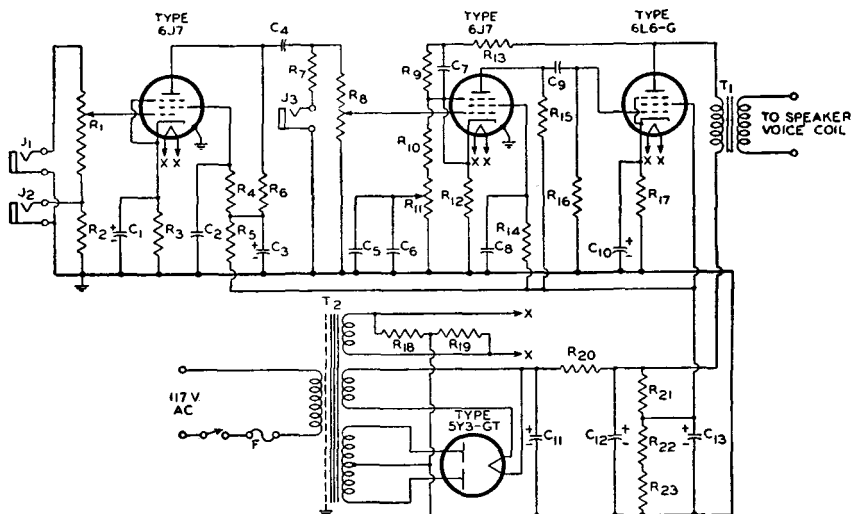 TYPE
6J7
TYPE
6J7
TYPE
6L6-G
C4
R7
J3
R8
R9
C7
R13
C9
R15
T1
TO SPEAKER
VOICE COIL
J1
R1
J2
R2
C1
R3
C2
R4
R5
R6
C3
X X
R10
R11
C5
C6
R12
C8
R14
X X
R16
X X
R17
C10
T2
X
R18
R19
X
117 V.
AC
F
TYPE
5Y3-GT
R20
C11
C12
R21
R22
R23
C13